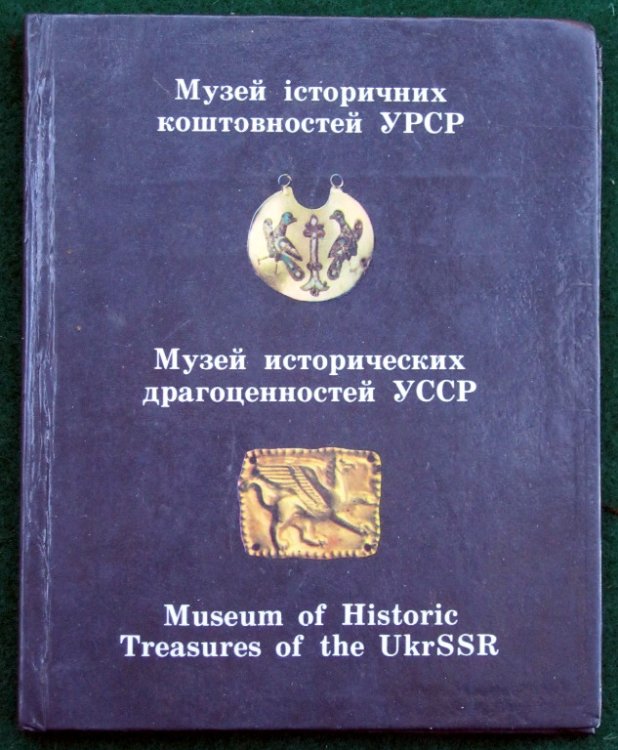 Музей історичних
коштовностей УРСР
Музей исторических
драгоценностей УССР
Museum of Historic
Treasures of the UkrSSR